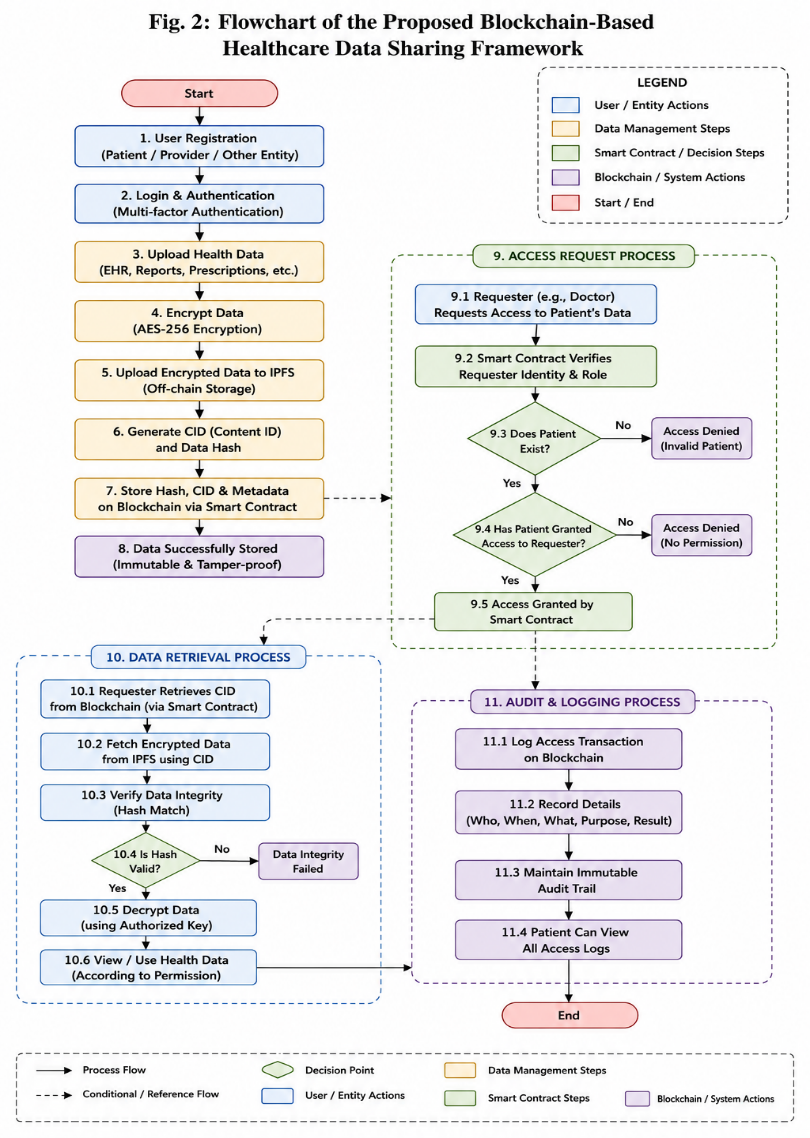 Fig. 2: Flowchart of the Proposed Blockchain-Based
Healthcare Data Sharing Framework
LEGEND
User / Entity Actions
Data Management Steps
Smart Contract / Decision Steps
Blockchain / System Actions
Start / End
Start
1. User Registration
(Patient / Provider / Other Entity)
2. Login & Authentication
(Multi-factor Authentication)
3. Upload Health Data
(EHR, Reports, Prescriptions, etc.)
4. Encrypt Data
(AES-256 Encryption)
5. Upload Encrypted Data to IPFS
(Off-chain Storage)
6. Generate CID (Content ID)
and Data Hash
7. Store Hash, CID & Metadata
on Blockchain via Smart Contract
8. Data Successfully Stored
(Immutable & Tamper-proof)
9. ACCESS REQUEST PROCESS
9.1 Requester (e.g., Doctor)
Requests Access to Patient's Data
9.2 Smart Contract Verifies
Requester Identity & Role
9.3 Does Patient
Exist?
No
Access Denied
(Invalid Patient)
Yes
9.4 Has Patient Granted
Access to Requester?
No
Access Denied
(No Permission)
Yes
9.5 Access Granted by
Smart Contract
10. DATA RETRIEVAL PROCESS
10.1 Requester Retrieves CID
from Blockchain (via Smart Contract)
10.2 Fetch Encrypted Data
from IPFS using CID
10.3 Verify Data Integrity
(Hash Match)
10.4 Is Hash
Valid?
No
Data Integrity
Failed
Yes
10.5 Decrypt Data
(using Authorized Key)
10.6 View / Use Health Data
(According to Permission)
11. AUDIT & LOGGING PROCESS
11.1 Log Access Transaction
on Blockchain
11.2 Record Details
(Who, When, What, Purpose, Result)
11.3 Maintain Immutable
Audit Trail
11.4 Patient Can View
All Access Logs
End
Process Flow
Decision Point
Data Management Steps
Conditional / Reference Flow
User / Entity Actions
Smart Contract Steps
Blockchain / System Actions